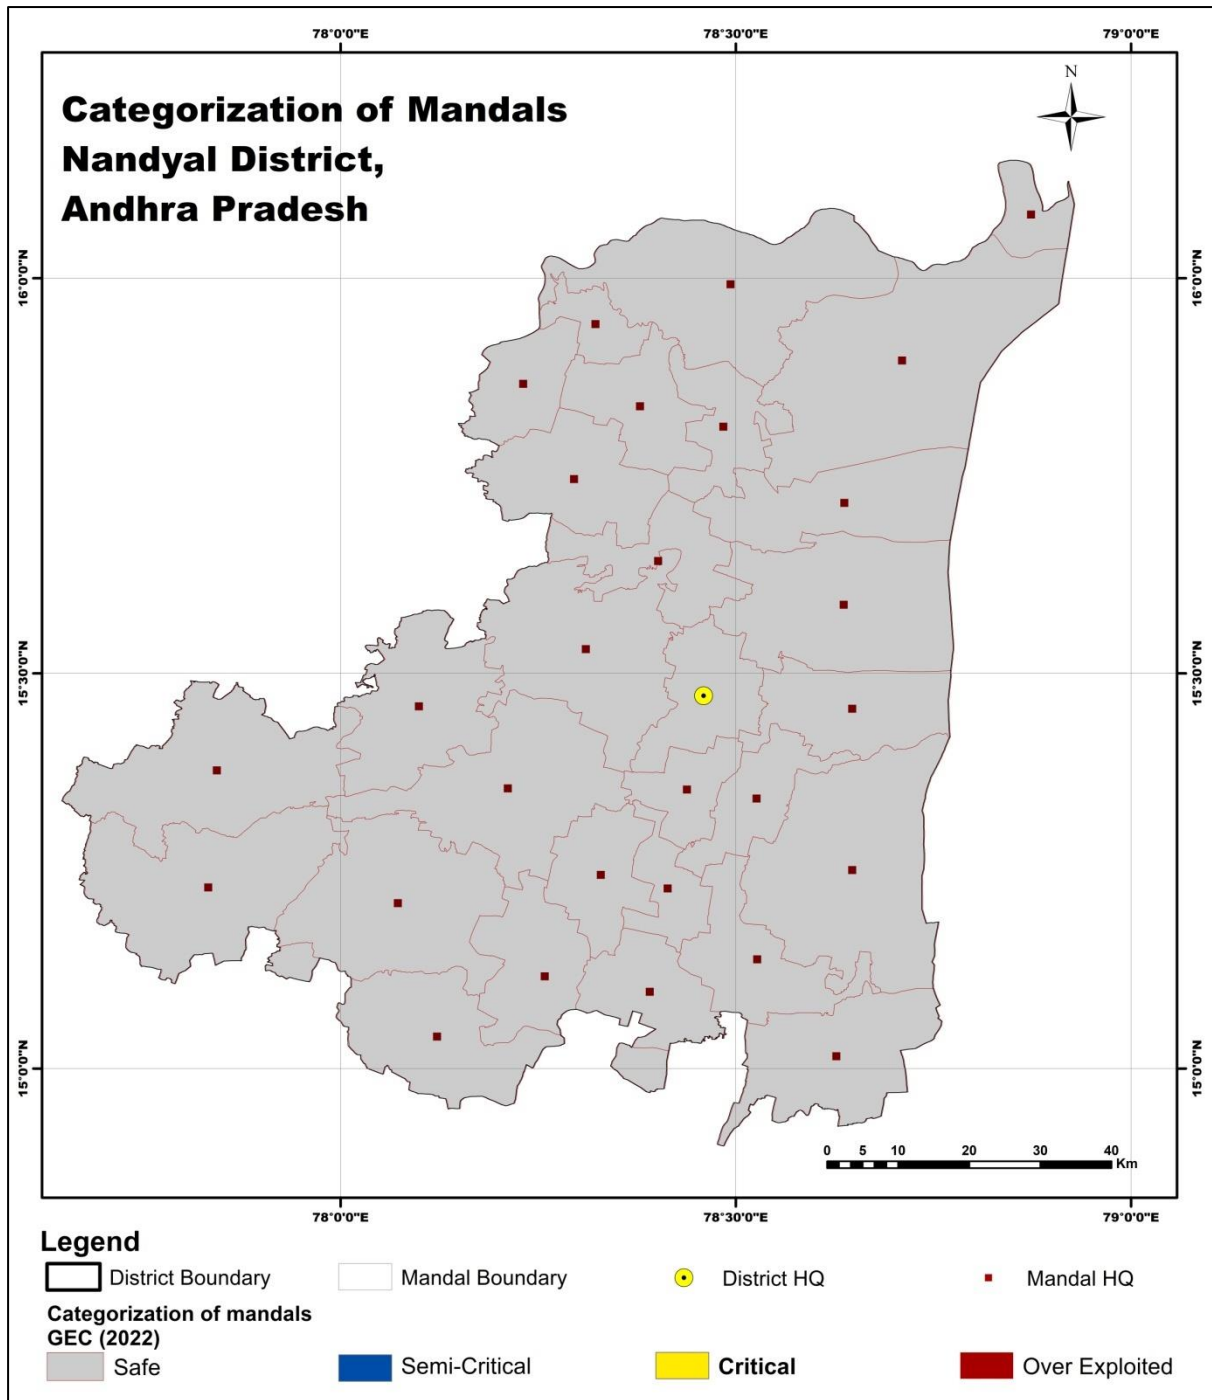 78°0'0"E 78°30'0"E 79°0'0"E
N
Categorization of Mandals
Nandyal District,
Andhra Pradesh
16°0'0"N 16°0'0"N
15°30'0"N 15°30'0"N
15°0'0"N 15°0'0"N
0 5 10 20 30 40
Km
78°0'0"E 78°30'0"E 79°0'0"E
Legend
District Boundary Mandal Boundary District HQ Mandal HQ
Categorization of mandals
GEC (2022)
Safe Semi-Critical Critical Over Exploited